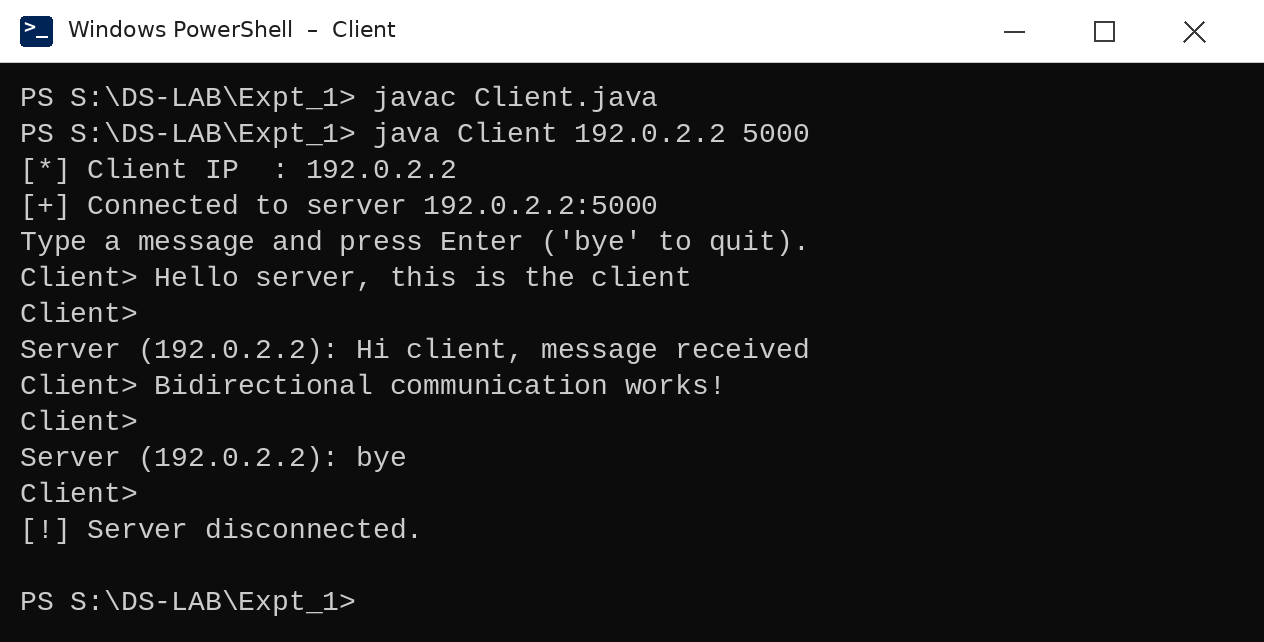 Windows PowerShell – Client
PS S:\DS-LAB\Expt_1> javac Client.java
PS S:\DS-LAB\Expt_1> java Client 192.0.2.2 5000
[*] Client IP  : 192.0.2.2
[+] Connected to server 192.0.2.2:5000
Type a message and press Enter ('bye' to quit).
Client> Hello server, this is the client
Client>
Server (192.0.2.2): Hi client, message received
Client> Bidirectional communication works!
Client>
Server (192.0.2.2): bye
Client>
[!] Server disconnected.
PS S:\DS-LAB\Expt_1>